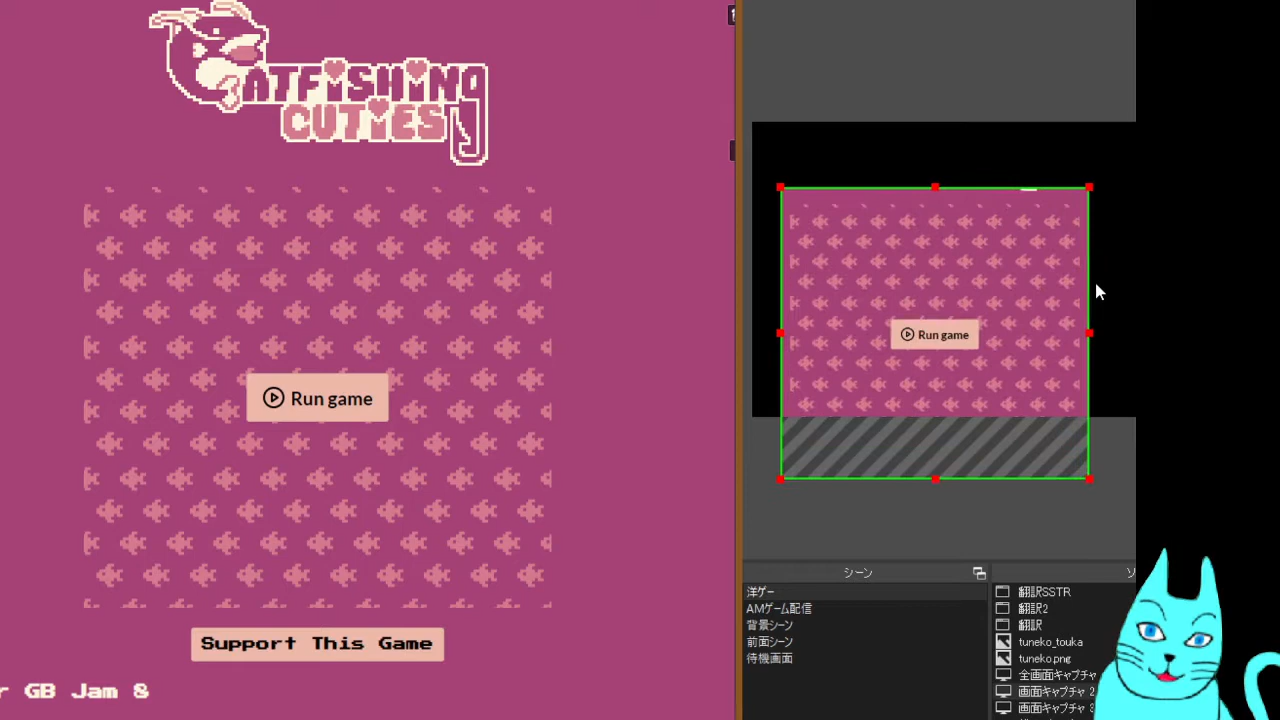 CATFISHING
CUTIES
Run game
Support This Game
r GB Jam &
Run game
シーン
洋ゲー
AMゲーム配信
背景シーン
前面シーン
待機画面
ソ
翻訳SSTR
翻訳2
翻訳
tuneko_touka
tuneko.png
全画面キャプチャ
画面キャプチャ 2
画面キャプチャ 3